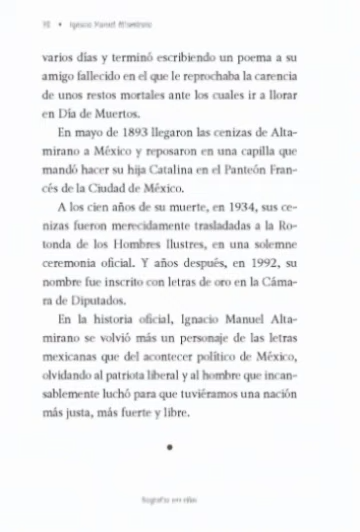 • Ignacio Manuel Altamirano
varios días y terminó escribiendo un poema a su
amigo fallecido en el que le reprochaba la carencia
de unos restos mortales ante los cuales ir a llorar
en Día de Muertos.
En mayo de 1893 llegaron las cenizas de Alta-
mirano a México y reposaron en una capilla que
mandó hacer su hija Catalina en el Panteón Fran-
cés de la Ciudad de México.
A los cien años de su muerte, en 1934, sus ce-
nizas fueron merecidamente trasladadas a la Ro-
tonda de los Hombres Ilustres, en una solemne
ceremonia oficial. Y años después, en 1992, su
nombre fue inscrito con letras de oro en la Cáma-
ra de Diputados.
En la historia oficial, Ignacio Manuel Alta-
mirano se volvió más un personaje de las letras
mexicanas que del acontecer político de México,
olvidando al patriota liberal y al hombre que incan-
sablemente luchó para que tuviéramos una nación
más justa, más fuerte y libre.
•